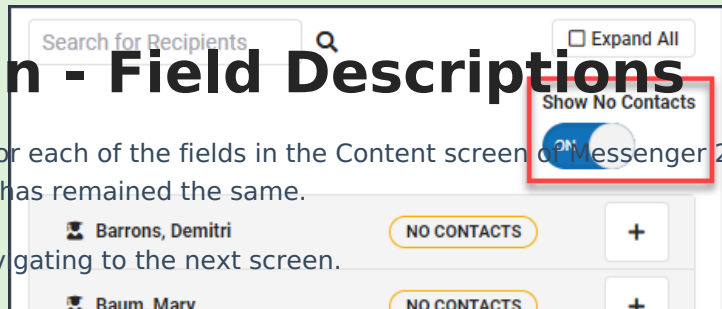 Search for Recipients
Expand All
n - Field Descriptions
Show No Contacts
ON
or each of the fields in the Content screen of Messenger 2
has remained the same.
Barrons, Demitri NO CONTACTS +
vigating to the next screen.
Baum, Mary NO CONTACTS +